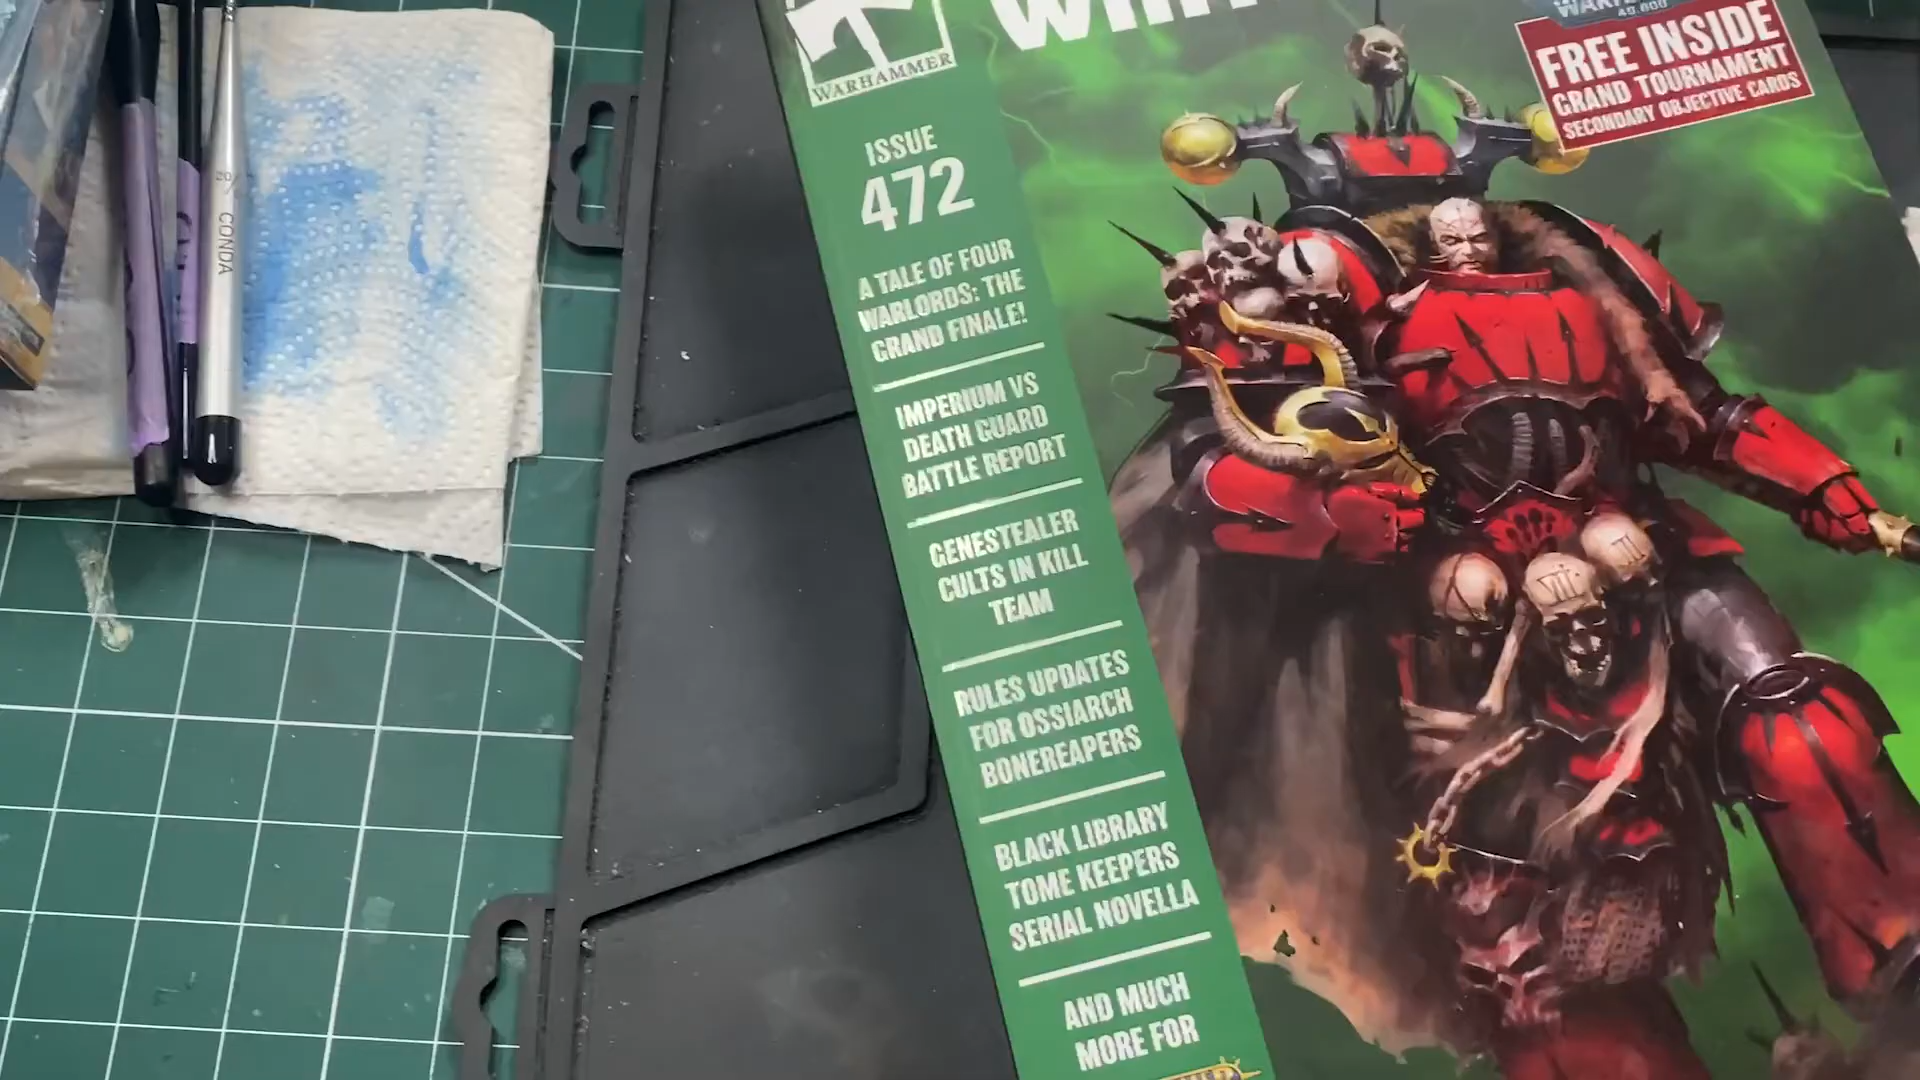 CONDA
WARHAMMER
ISSUE
472
A TALE OF FOUR
WARLORDS: THE
GRAND FINALE!
IMPERIUM VS
DEATH GUARD
BATTLE REPORT
GENESTEALER
CULTS IN KILL
TEAM
RULES UPDATES
FOR OSSIARCH
BONEREAPERS
BLACK LIBRARY
TOME KEEPERS
SERIAL NOVELLA
AND MUCH
MORE FOR
40,000
FREE INSIDE
GRAND TOURNAMENT
SECONDARY OBJECTIVE CARDS